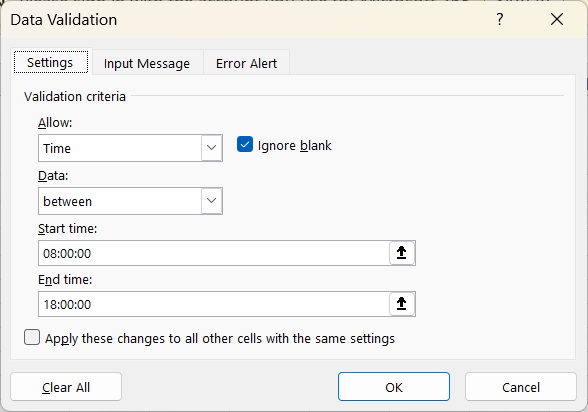 Data Validation
?
Settings
Input Message
Error Alert
Validation criteria
Allow:
Time
Ignore blank
Data:
between
Start time:
08:00:00
End time:
18:00:00
Apply these changes to all other cells with the same settings
Clear All
OK
Cancel